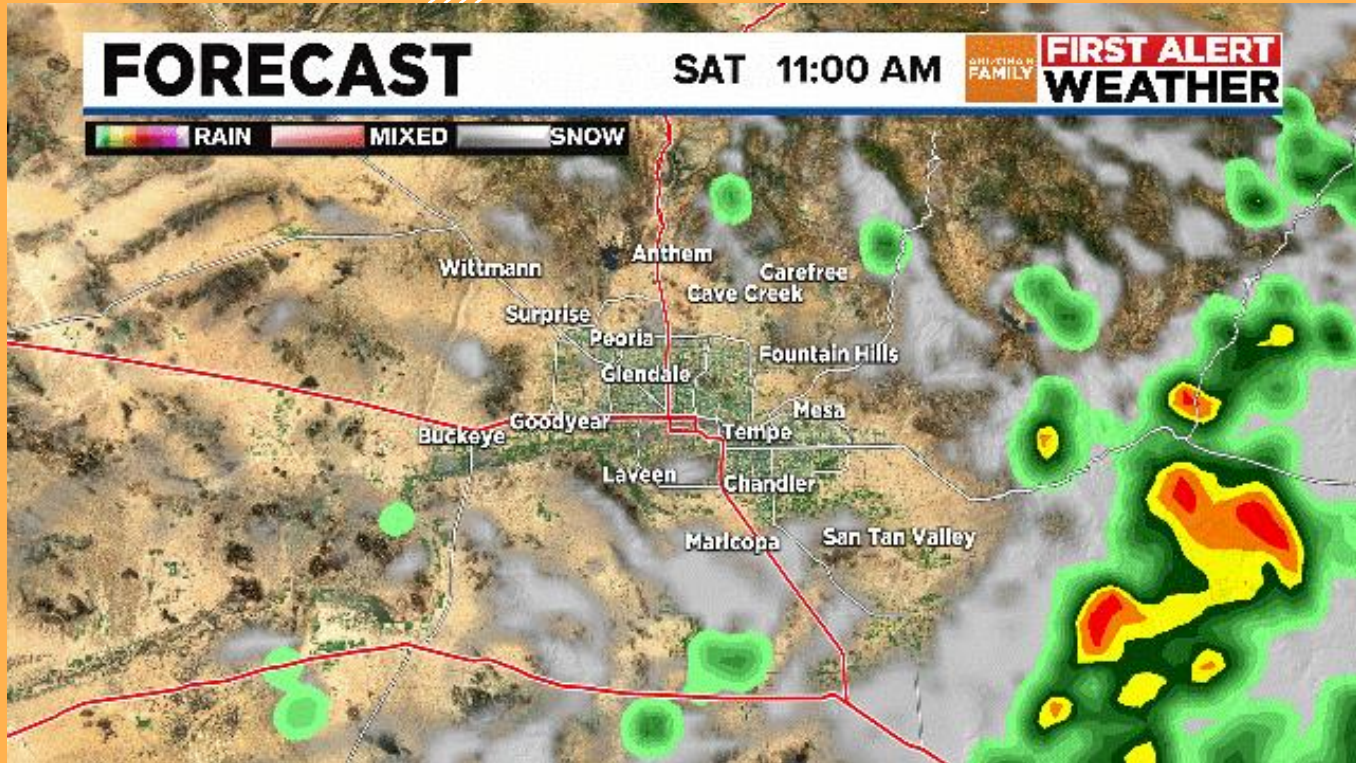 FORECAST
SAT 11:00 AM
ARIZONA'S
FAMILY
FIRST ALERT
WEATHER
RAIN
MIXED
SNOW
Anthem
Wittmann
Carefree
Cave Creek
Surprise
Peoria
Fountain Hills
Glendale
Mesa
Goodyear
Buckeye
Tempe
Laveen
Chandler
Maricopa
San Tan Valley